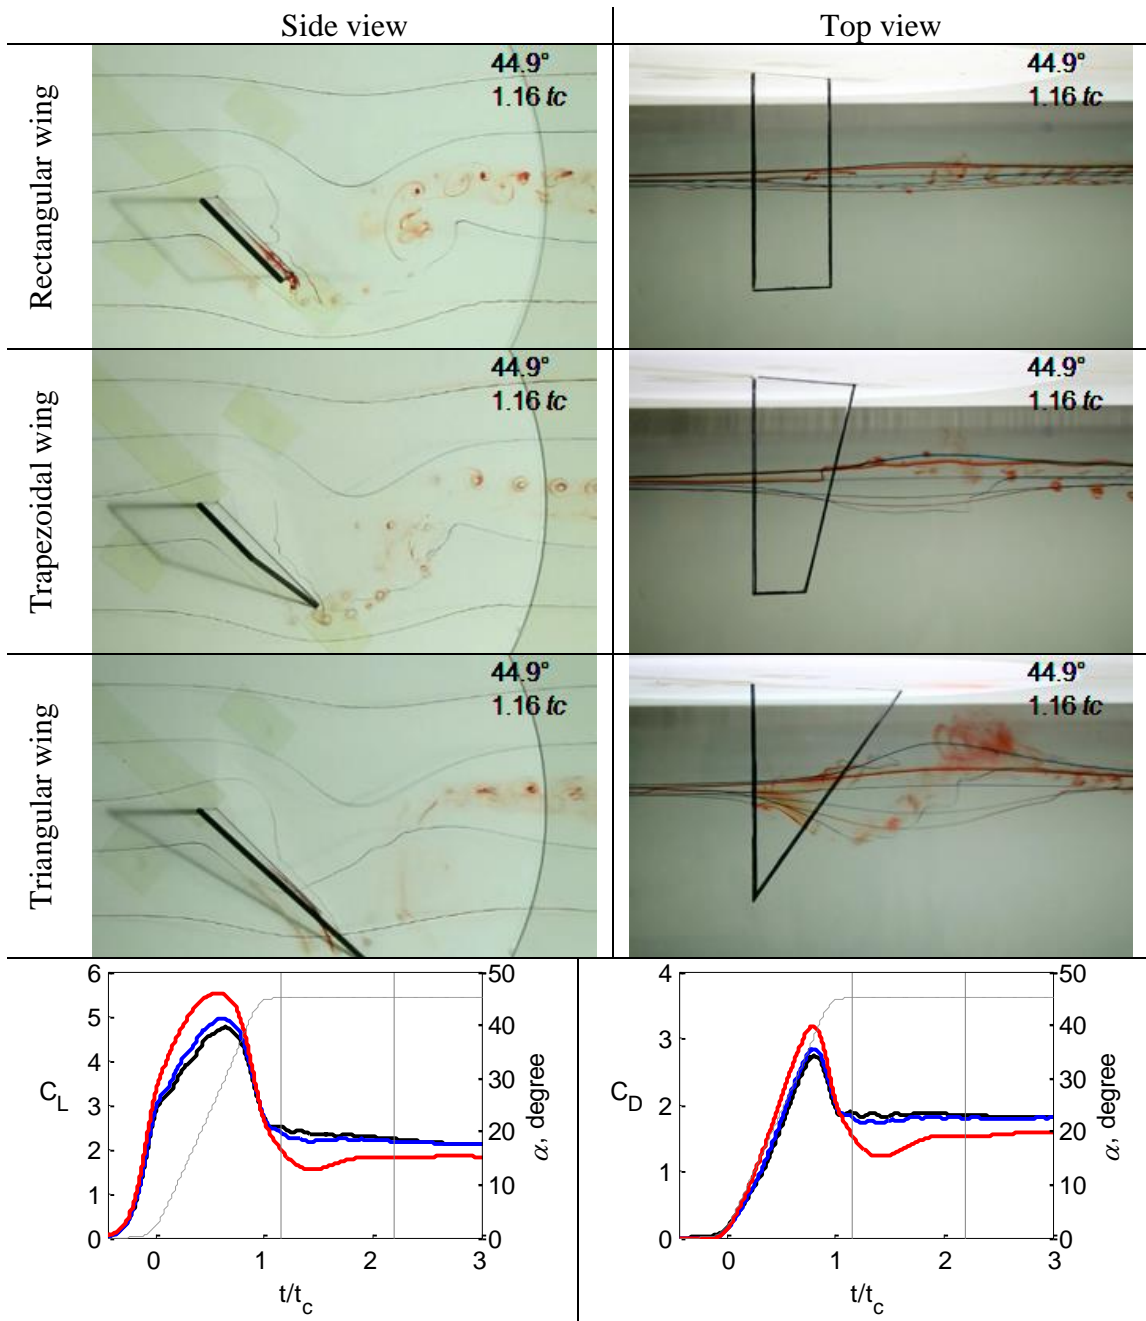 Side view
Top view
Rectangular wing
44.9°
1.16 tc
44.9°
1.16 tc
Trapezoidal wing
44.9°
1.16 tc
44.9°
1.16 tc
Triangular wing
44.9°
1.16 tc
44.9°
1.16 tc
6
5
4
3
2
1
0
C_L
50
40
30
20
10
0
α, degree
0
1
2
3
t/t_c
4
3
2
1
0
C_D
50
40
30
20
10
0
α, degree
0
1
2
3
t/t_c